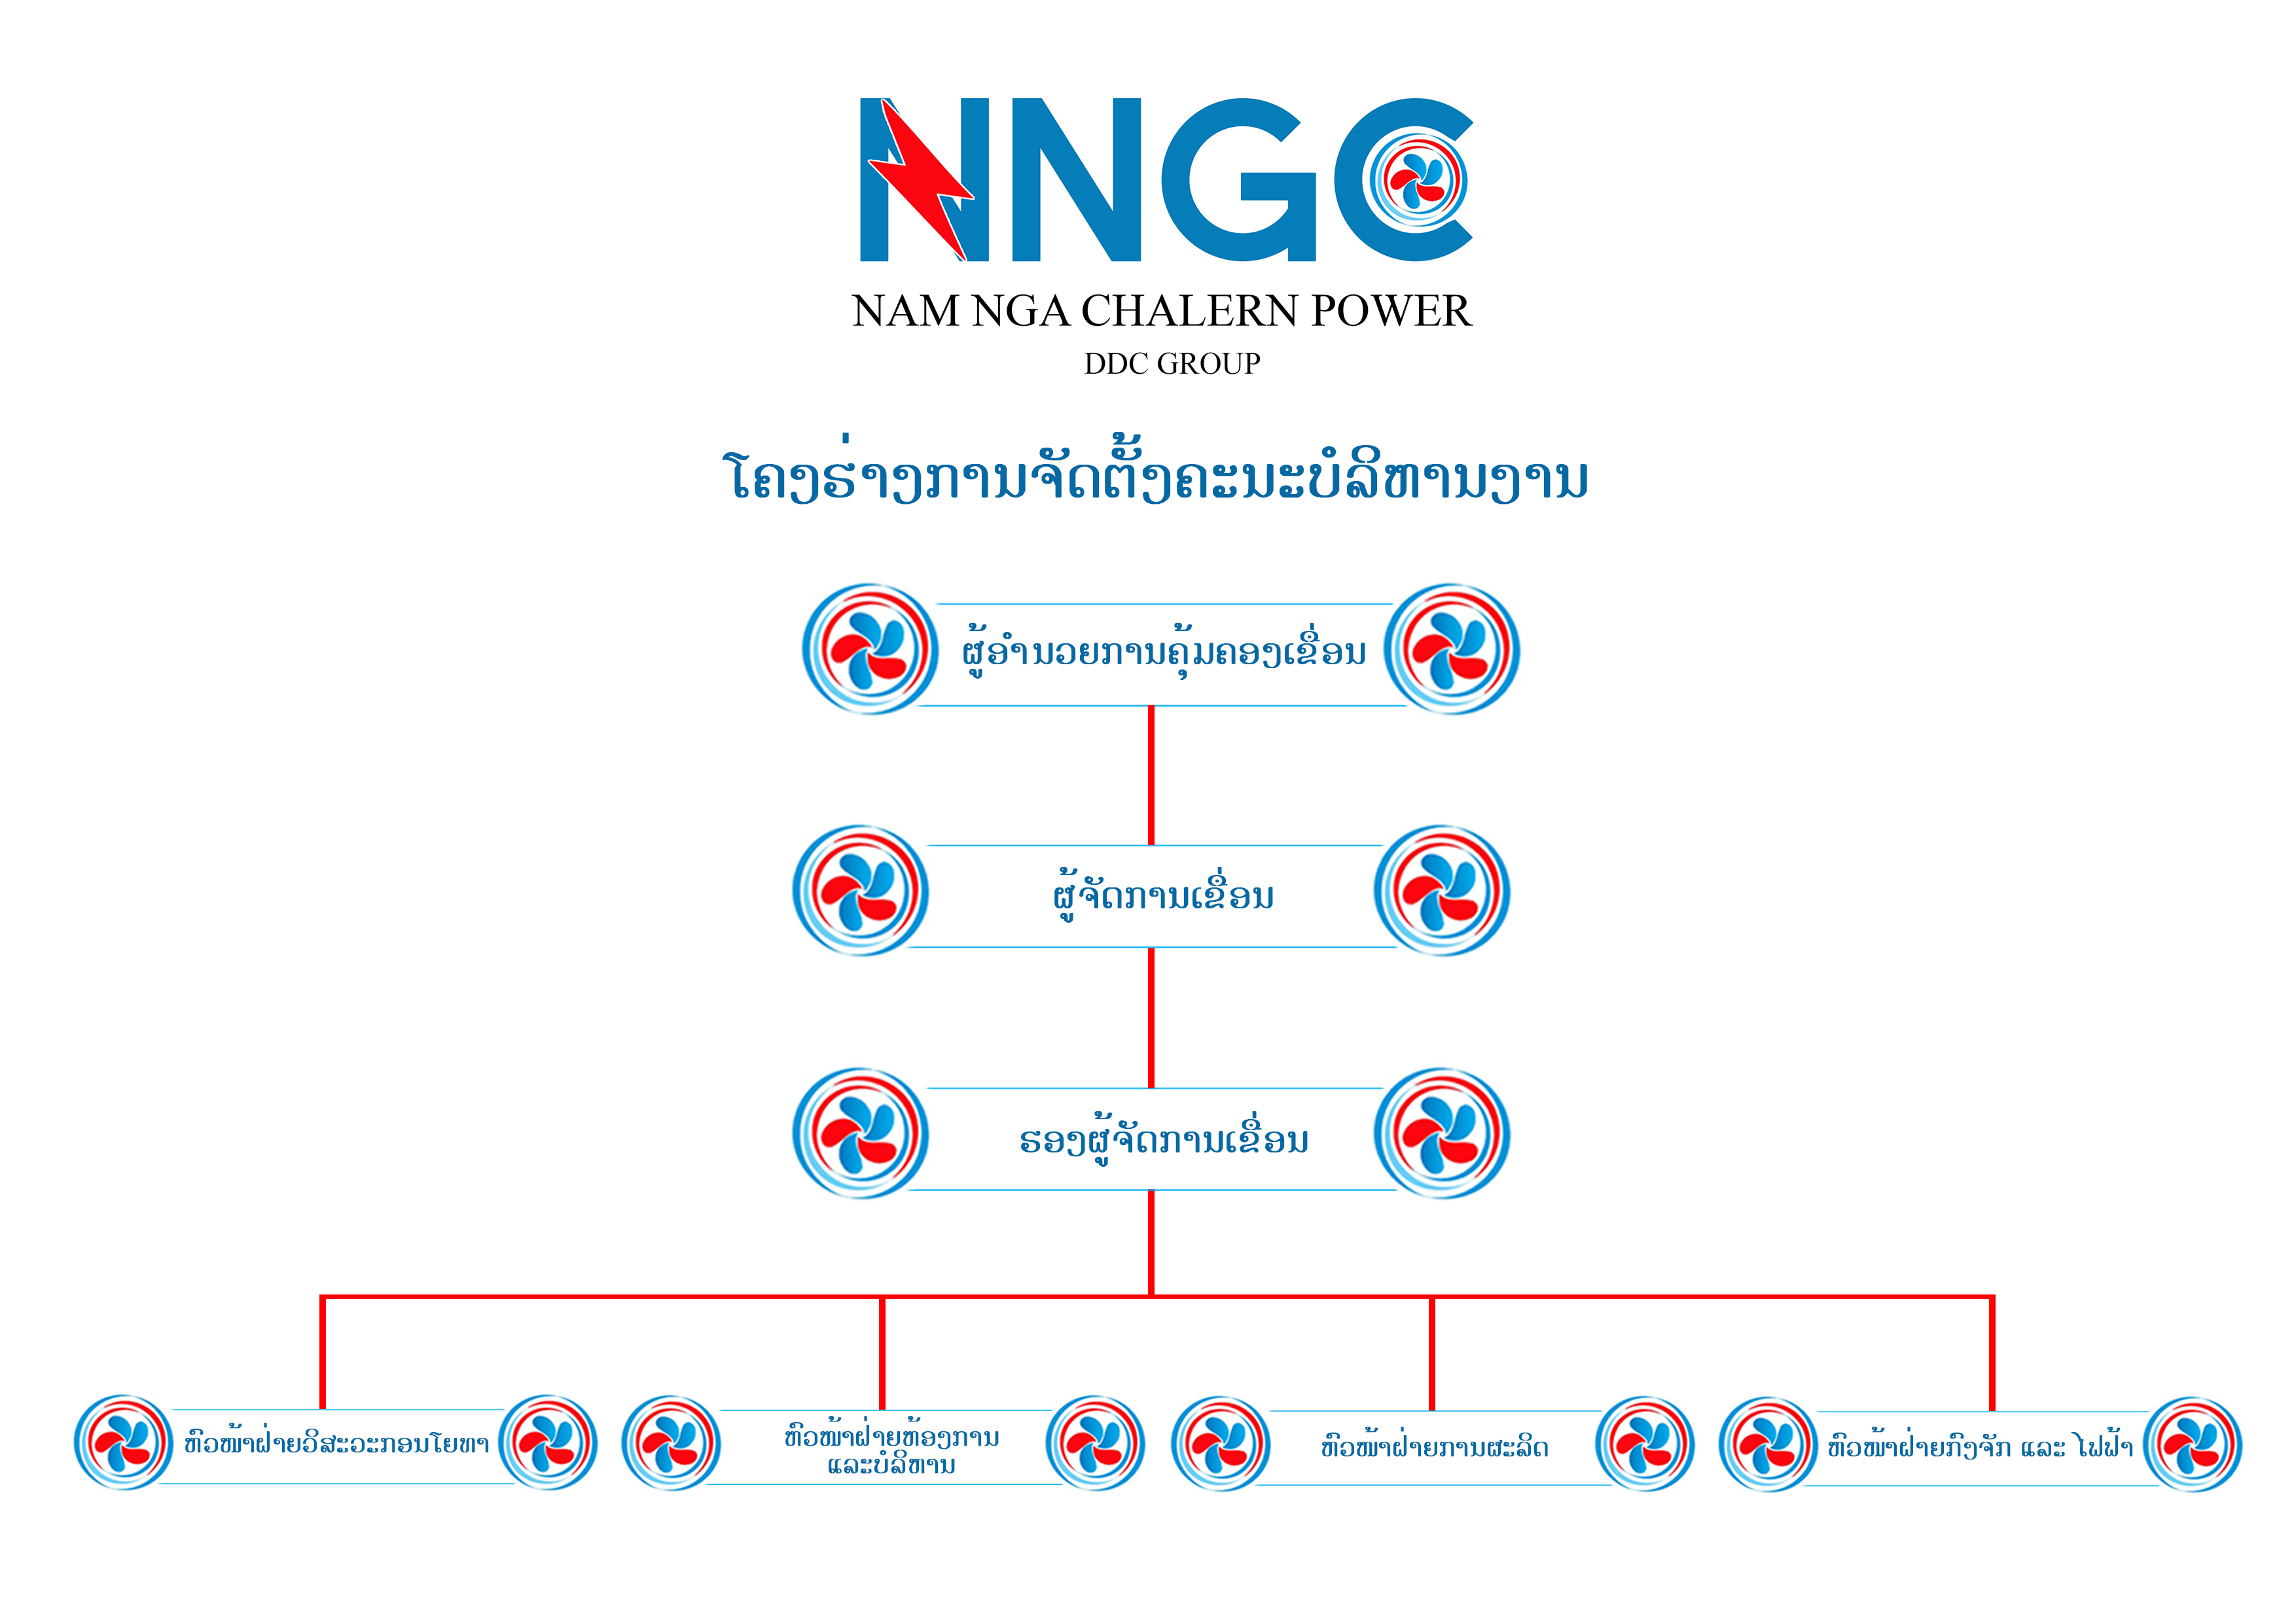 NNGC
NAM NGA CHALERN POWER
DDC GROUP
ໂຄງຮ່າງການຈັດຕັ້ງຄະນະບໍລິຫານງານ
ຜູ້ອຳນວຍການຄຸ້ມຄອງເຂື່ອນ
ຜູ້ຈັດການເຂື່ອນ
ຮອງຜູ້ຈັດການເຂື່ອນ
ຫົວໜ້າຝ່າຍວິສະວະກອນໂຍທາ
ຫົວໜ້າຝ່າຍຫ້ອງການ
ແລະບໍລິຫານ
ຫົວໜ້າຝ່າຍການຜະລິດ
ຫົວໜ້າຝ່າຍກົງຈັກ ແລະ ໄຟຟ້າ